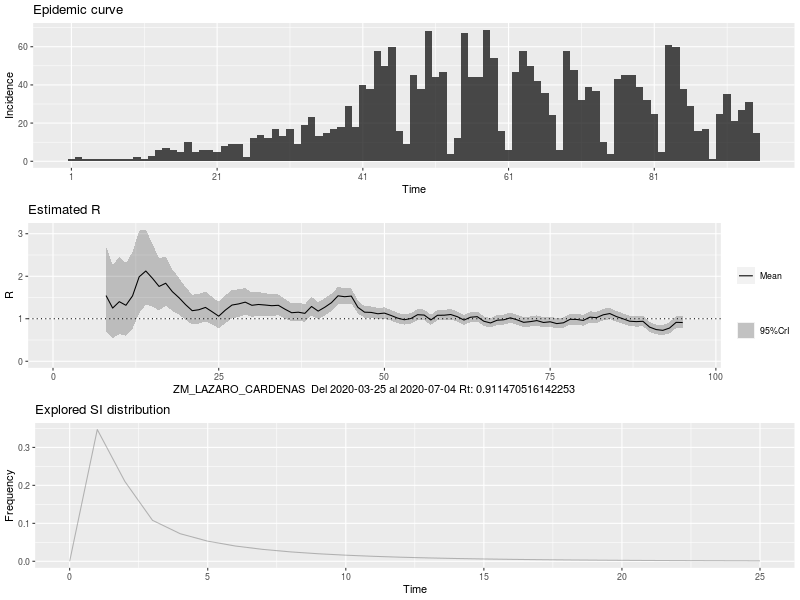 Epidemic curve
60
40
20
0
Incidence
1 21 41 61 81
Time
Estimated R
3
2
1
0
R
Mean
95%CrI
0 25 50 75 100
ZM_LAZARO_CARDENAS Del 2020-03-25 al 2020-07-04 Rt: 0.911470516142253
Explored SI distribution
0.3
0.2
0.1
0.0
Frequency
0 5 10 15 20 25
Time